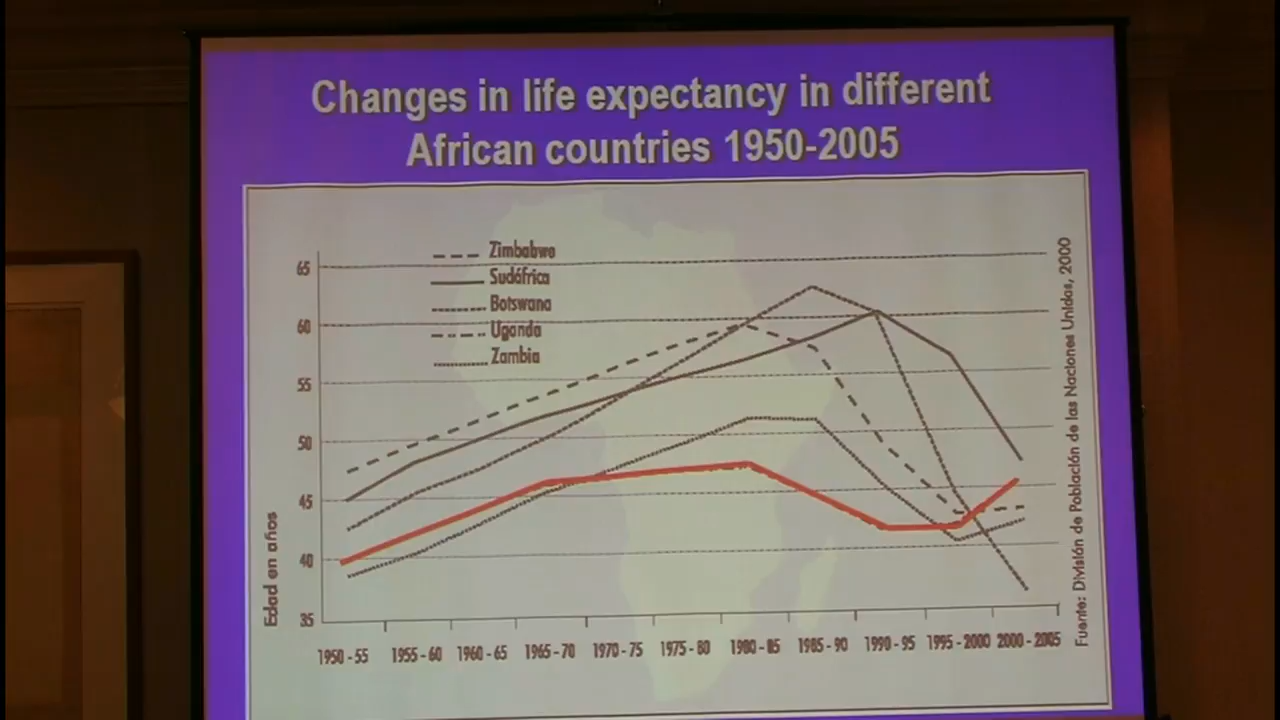 Changes in life expectancy in different
African countries 1950-2005
Zimbabwe
Sudáfrica
Botswana
Uganda
Zambia
65
60
55
50
45
40
35
Edad en años
1950 - 55 1955 - 60 1960 - 65 1965 - 70 1970 - 75 1975 - 80 1980 - 85 1985 - 90 1990 - 95 1995 - 2000 2000 - 2005
Fuente: División de Población de las Naciones Unidas, 2000